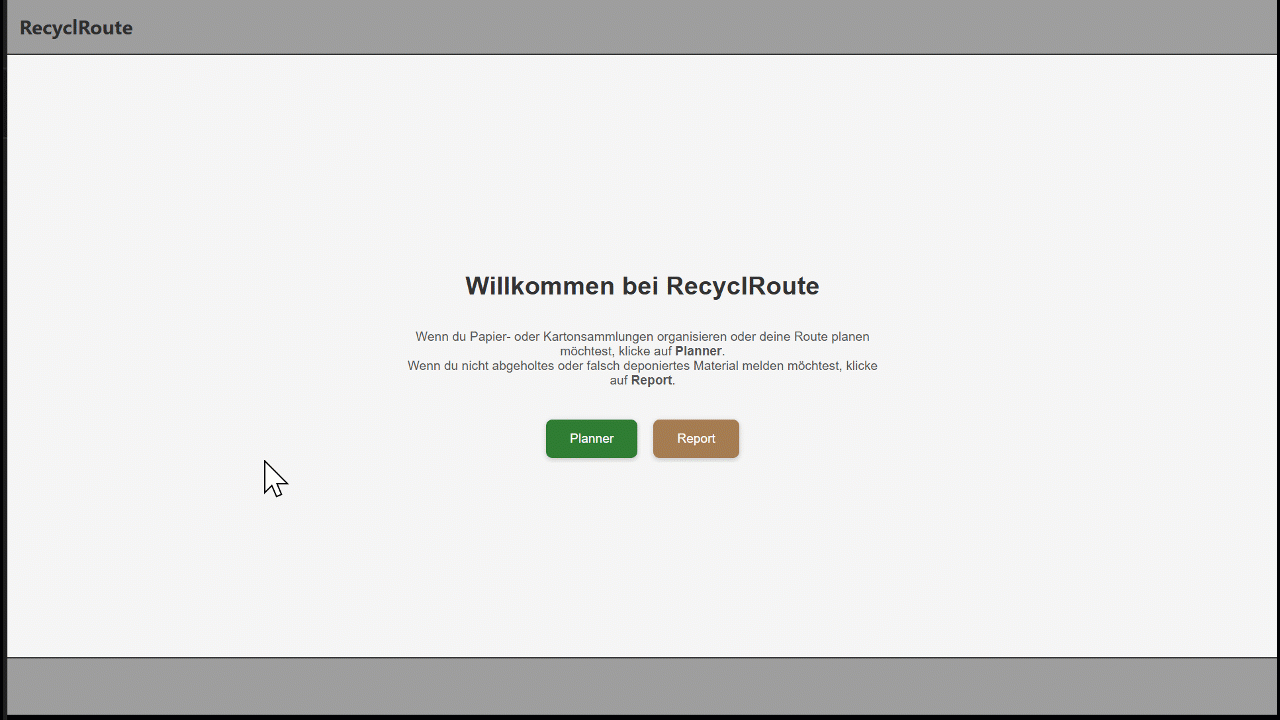 RecyclRoute
Willkommen bei RecyclRoute
Wenn du Papier- oder Kartonsammlungen organisieren oder deine Route planen
möchtest, klicke auf Planner.
Wenn du nicht abgeholtes oder falsch deponiertes Material melden möchtest, klicke
auf Report.
Planner
Report